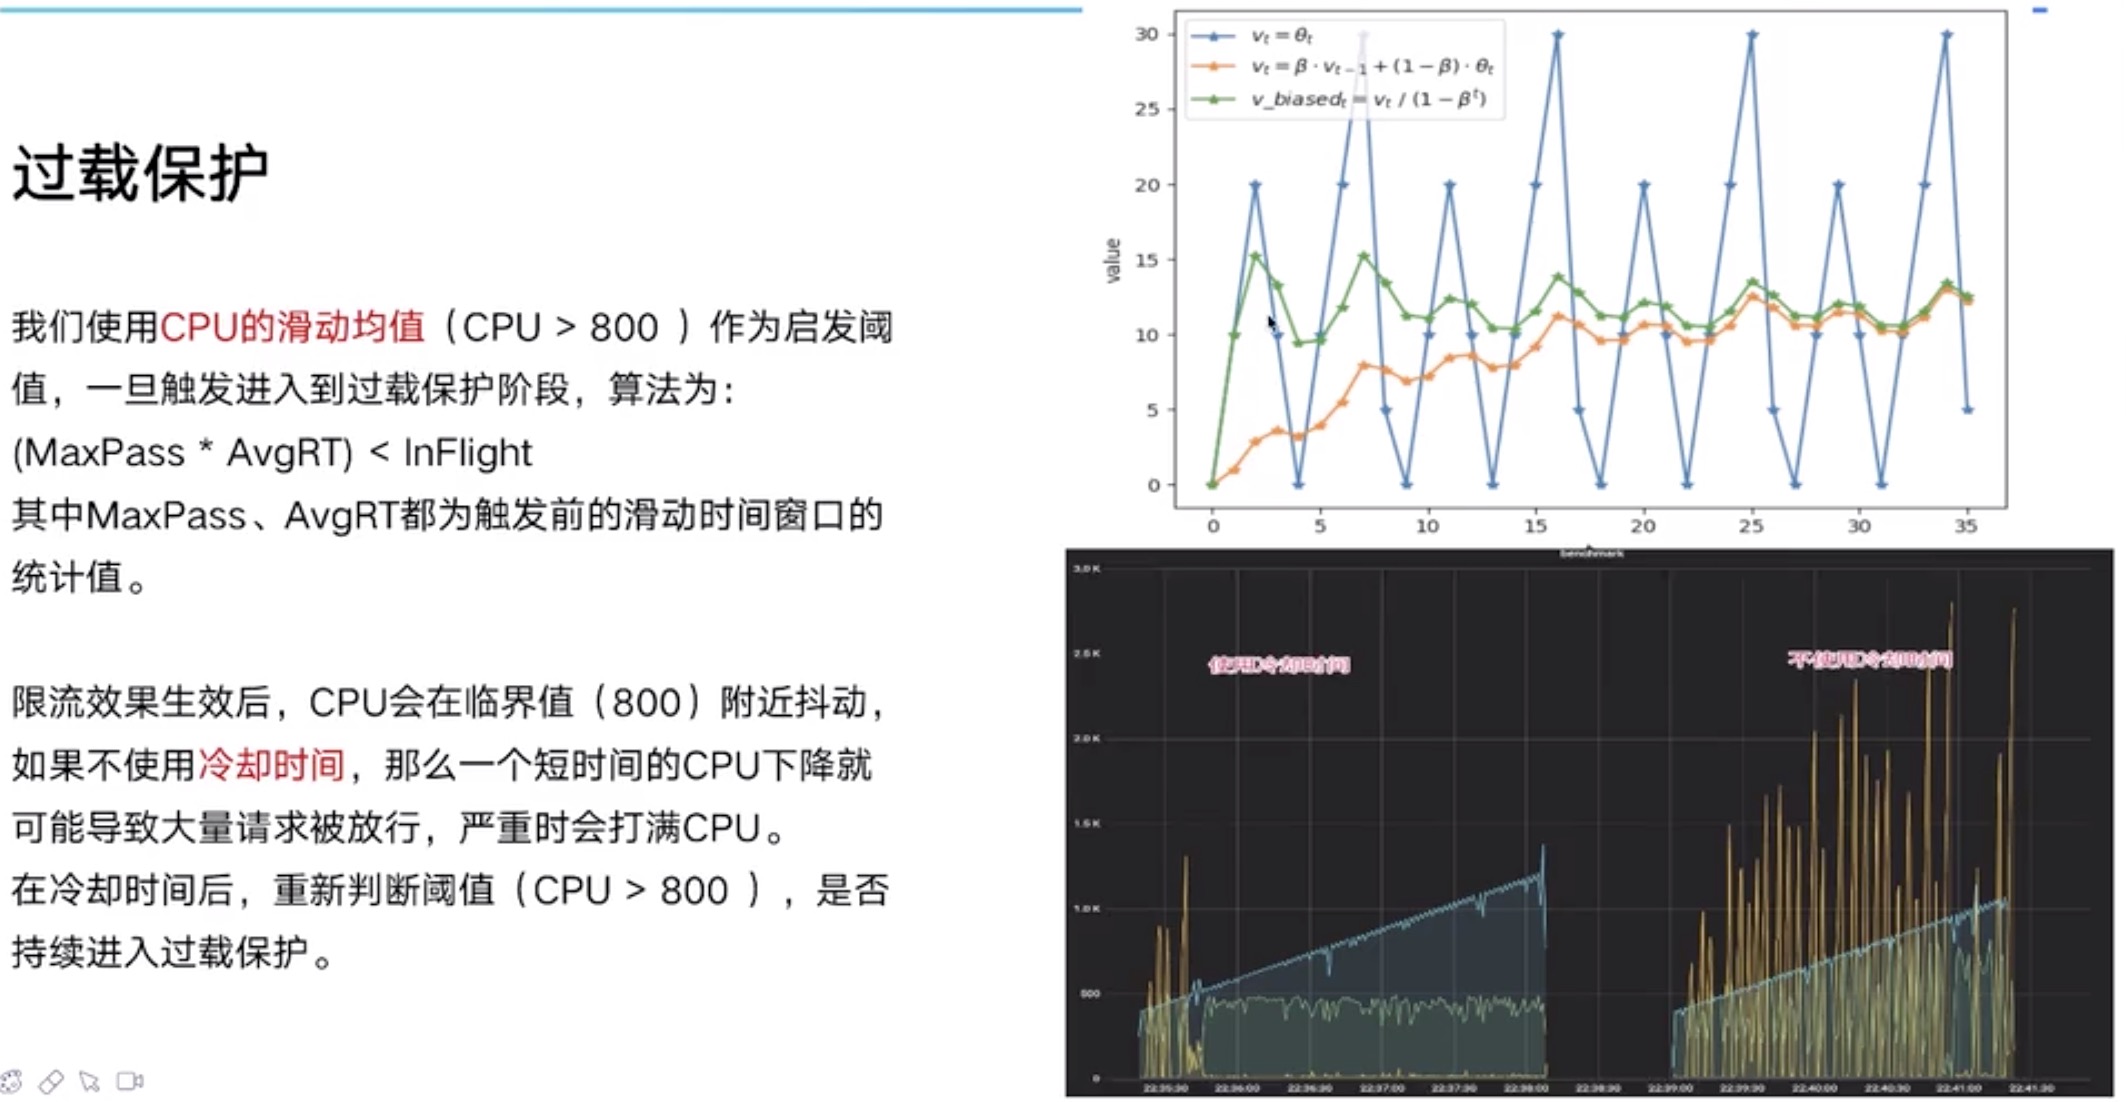 过载保护
我们使用CPU的滑动均值（CPU > 800 ）作为启发阈
值，一旦触发进入到过载保护阶段，算法为：
(MaxPass * AvgRT) < InFlight
其中MaxPass、AvgRT都为触发前的滑动时间窗口的
统计值。
限流效果生效后，CPU会在临界值（800）附近抖动，
如果不使用冷却时间，那么一个短时间的CPU下降就
可能导致大量请求被放行，严重时会打满CPU。
在冷却时间后，重新判断阈值（CPU > 800 ），是否
持续进入过载保护。
v_t = θ_t
v_t = β · v_{t-1} + (1 − β) · θ_t
v_biased_t = v_t / (1 − β^t)
value
30
25
20
15
10
5
0
0 5 10 15 20 25 30 35
benchmark
使用冷却时间
不使用冷却时间
3.0 K
2.5 K
2.0 K
1.5 K
1.0 K
500
0
22:35:30 22:36:00 22:36:30 22:37:00 22:37:30 22:38:00 22:38:30 22:39:00 22:39:30 22:40:00 22:40:30 22:41:00 22:41:30